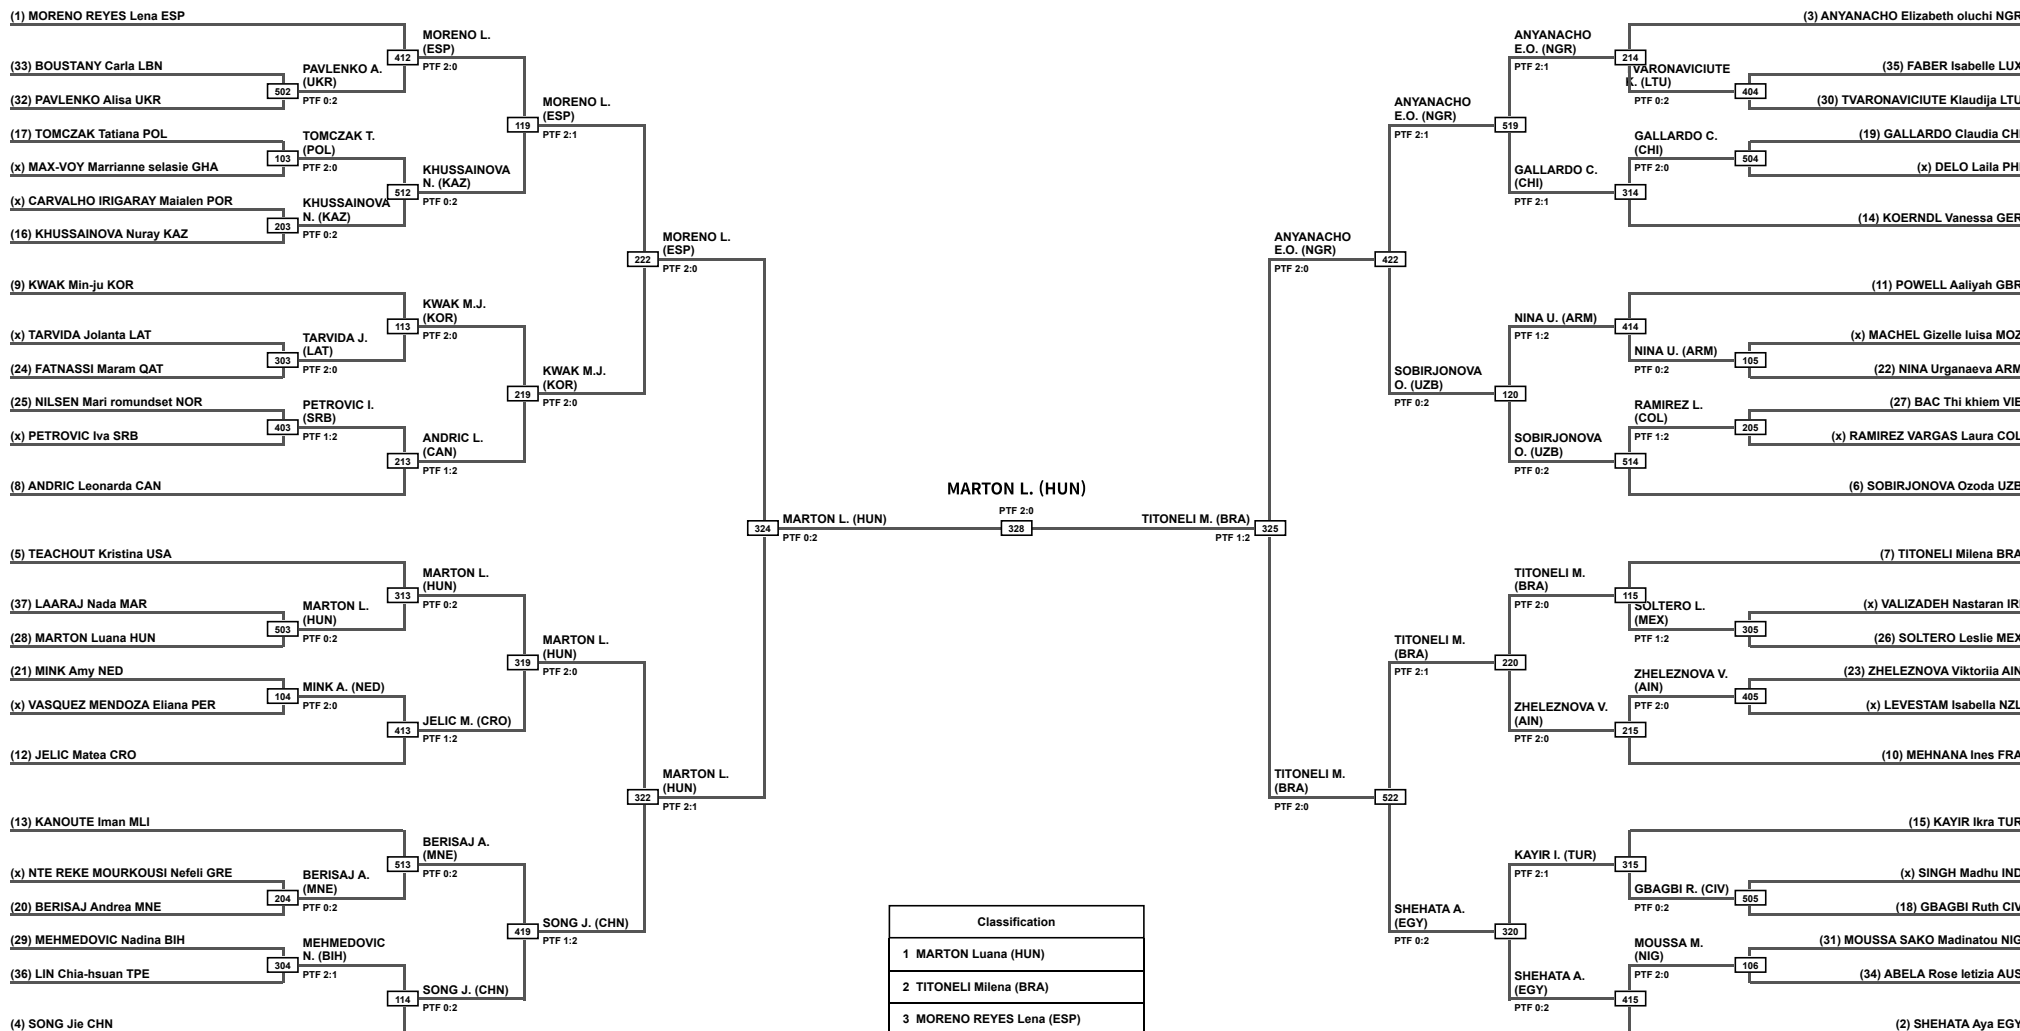 (1) MORENO REYES Lena ESP
(33) BOUSTANY Carla LBN
(32) PAVLENKO Alisa UKR
(17) TOMCZAK Tatiana POL
(x) MAX-VOY Marrianne selasie GHA
(x) CARVALHO IRIGARAY Maialen POR
(16) KHUSSAINOVA Nuray KAZ
(9) KWAK Min-ju KOR
(x) TARVIDA Jolanta LAT
(24) FATNASSI Maram QAT
(25) NILSEN Mari romundset NOR
(x) PETROVIC Iva SRB
(8) ANDRIC Leonarda CAN
(5) TEACHOUT Kristina USA
(37) LAARAJ Nada MAR
(28) MARTON Luana HUN
(21) MINK Amy NED
(x) VASQUEZ MENDOZA Eliana PER
(12) JELIC Matea CRO
(13) KANOUTE Iman MLI
(x) NTE REKE MOURKOUSI Nefeli GRE
(20) BERISAJ Andrea MNE
(29) MEHMEDOVIC Nadina BIH
(36) LIN Chia-hsuan TPE
(4) SONG Jie CHN
502
PAVLENKO A.
(UKR)
PTF 0:2
103
TOMCZAK T.
(POL)
PTF 2:0
203
KHUSSAINOVA
N. (KAZ)
PTF 0:2
303
TARVIDA J.
(LAT)
PTF 2:0
403
PETROVIC I.
(SRB)
PTF 1:2
503
MARTON L.
(HUN)
PTF 0:2
104
MINK A. (NED)
PTF 2:0
204
BERISAJ A.
(MNE)
PTF 0:2
304
MEHMEDOVIC
N. (BIH)
PTF 2:1
412
MORENO L.
(ESP)
PTF 2:0
512
KHUSSAINOVA
N. (KAZ)
PTF 0:2
113
KWAK M.J.
(KOR)
PTF 2:0
213
ANDRIC L.
(CAN)
PTF 1:2
313
MARTON L.
(HUN)
PTF 0:2
413
JELIC M. (CRO)
PTF 1:2
513
BERISAJ A.
(MNE)
PTF 0:2
114
SONG J. (CHN)
PTF 0:2
119
MORENO L.
(ESP)
PTF 2:1
219
KWAK M.J.
(KOR)
PTF 2:0
319
MARTON L.
(HUN)
PTF 2:0
419
SONG J. (CHN)
PTF 1:2
222
MORENO L.
(ESP)
PTF 2:0
322
MARTON L.
(HUN)
PTF 2:1
324
MARTON L. (HUN)
PTF 0:2
MARTON L. (HUN)
PTF 2:0
328
TITONELI M. (BRA)
PTF 1:2
325
ANYANACHO
E.O. (NGR)
PTF 2:0
422
TITONELI M.
(BRA)
PTF 2:0
522
ANYANACHO
E.O. (NGR)
PTF 2:1
519
SOBIRJONOVA
O. (UZB)
PTF 0:2
120
TITONELI M.
(BRA)
PTF 2:1
220
SHEHATA A.
(EGY)
PTF 0:2
320
ANYANACHO
E.O. (NGR)
PTF 2:1
214
GALLARDO C.
(CHI)
PTF 2:1
314
NINA U. (ARM)
PTF 1:2
414
SOBIRJONOVA
O. (UZB)
PTF 0:2
514
TITONELI M.
(BRA)
PTF 2:0
115
ZHELEZNOVA V.
(AIN)
PTF 2:0
215
KAYIR I. (TUR)
PTF 2:1
315
SHEHATA A.
(EGY)
PTF 0:2
415
TVARONAVICIUTE
K. (LTU)
PTF 0:2
404
GALLARDO C.
(CHI)
PTF 2:0
504
NINA U. (ARM)
PTF 0:2
105
RAMIREZ L.
(COL)
PTF 1:2
205
SOLTERO L.
(MEX)
PTF 1:2
305
ZHELEZNOVA V.
(AIN)
PTF 2:0
405
GBAGBI R. (CIV)
PTF 0:2
505
MOUSSA M.
(NIG)
PTF 2:0
106
(3) ANYANACHO Elizabeth oluchi NGR
(35) FABER Isabelle LUX
(30) TVARONAVICIUTE Klaudija LTU
(19) GALLARDO Claudia CHI
(x) DELO Laila PHI
(14) KOERNDL Vanessa GER
(11) POWELL Aaliyah GBR
(x) MACHEL Gizelle luisa MOZ
(22) NINA Urganaeva ARM
(27) BAC Thi khiem VIE
(x) RAMIREZ VARGAS Laura COL
(6) SOBIRJONOVA Ozoda UZB
(7) TITONELI Milena BRA
(x) VALIZADEH Nastaran IRI
(26) SOLTERO Leslie MEX
(23) ZHELEZNOVA Viktoriia AIN
(x) LEVESTAM Isabella NZL
(10) MEHNANA Ines FRA
(15) KAYIR Ikra TUR
(x) SINGH Madhu IND
(18) GBAGBI Ruth CIV
(31) MOUSSA SAKO Madinatou NIG
(34) ABELA Rose letizia AUS
(2) SHEHATA Aya EGY
Classification
1 MARTON Luana (HUN)
2 TITONELI Milena (BRA)
3 MORENO REYES Lena (ESP)